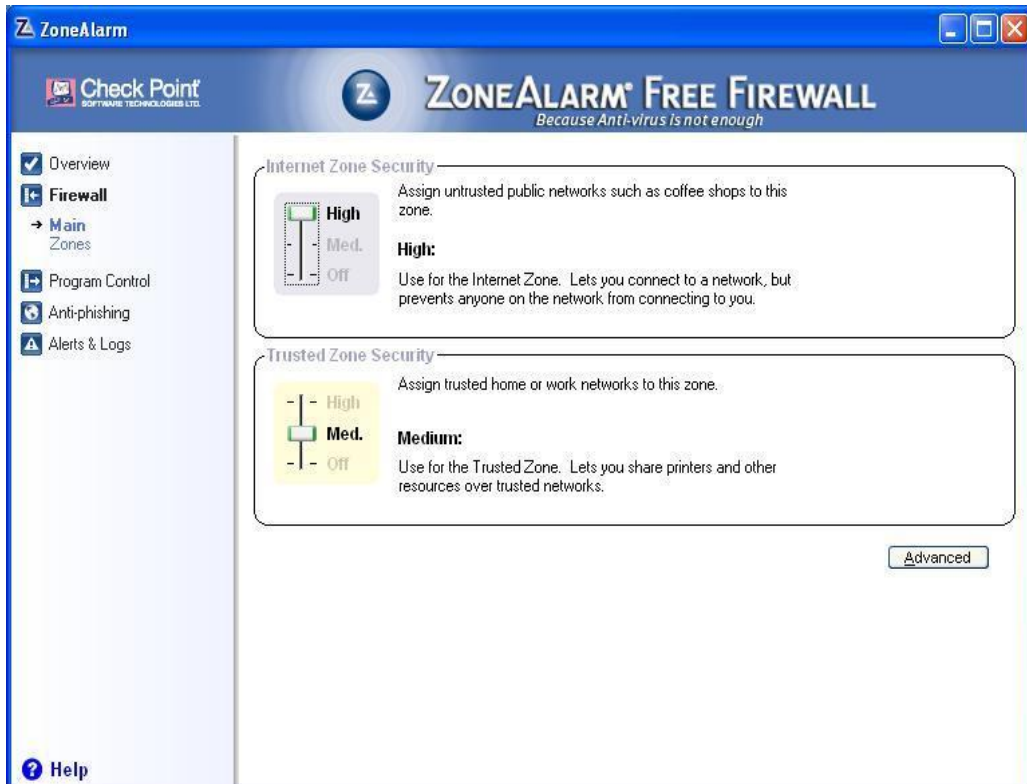 ZoneAlarm
Check Point
SOFTWARE TECHNOLOGIES LTD.
ZONEALARM® FREE FIREWALL
Because Anti-virus is not enough
Overview
Firewall
Main
Zones
Program Control
Anti-phishing
Alerts & Logs
Help
Internet Zone Security
High
Med.
Off
Assign untrusted public networks such as coffee shops to this
zone.
High:
Use for the Internet Zone. Lets you connect to a network, but
prevents anyone on the network from connecting to you.
Trusted Zone Security
High
Med.
Off
Assign trusted home or work networks to this zone.
Medium:
Use for the Trusted Zone. Lets you share printers and other
resources over trusted networks.
Advanced